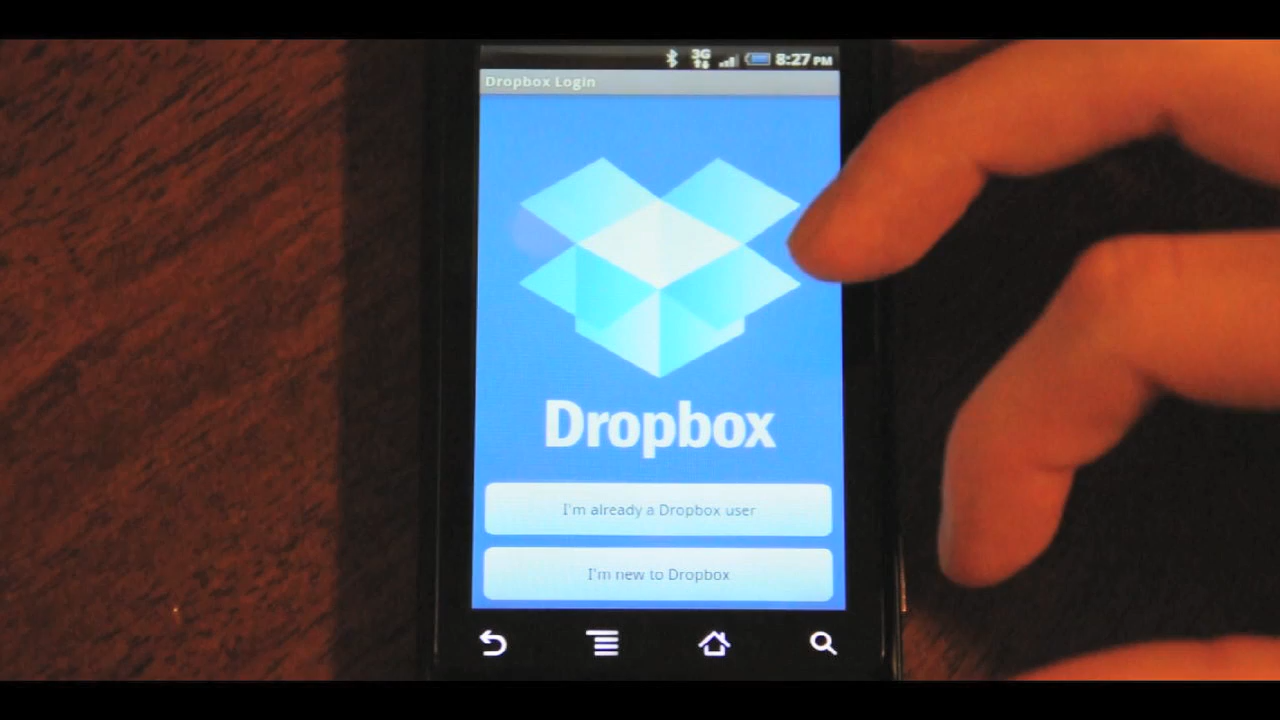 3G 8:27 PM
Dropbox Login
Dropbox
I'm already a Dropbox user
I'm new to Dropbox